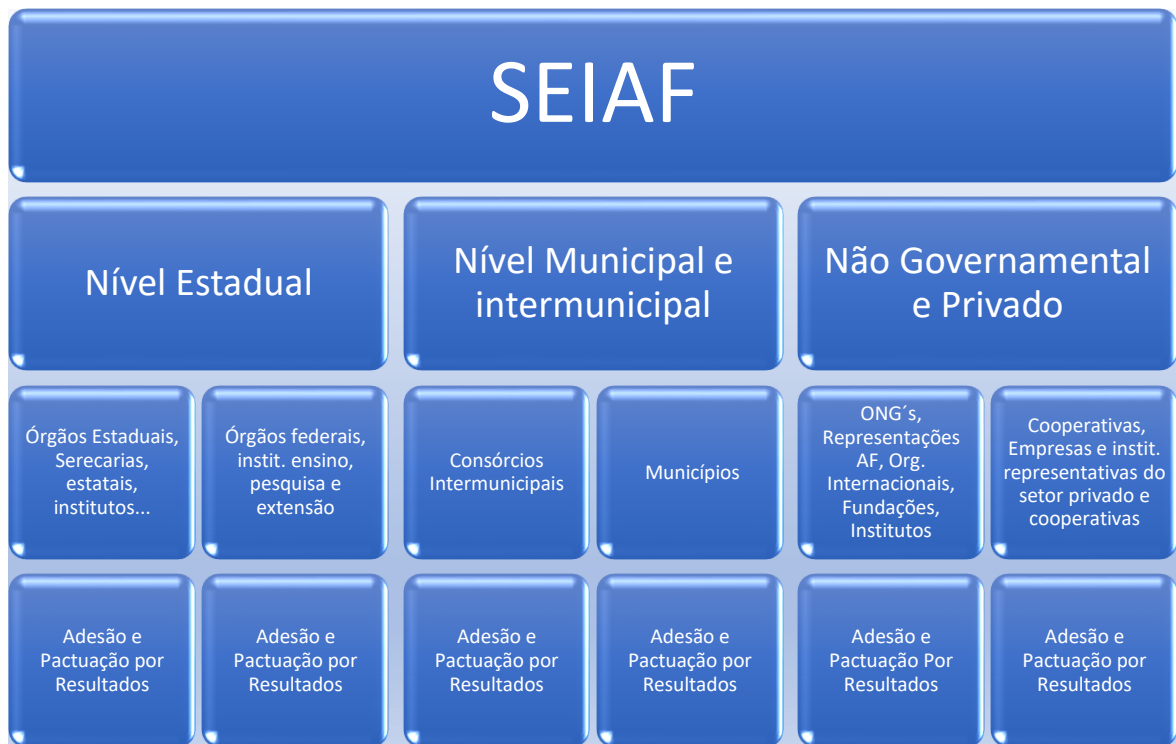 SEIAF
Nível Estadual
Nível Municipal e
intermunicipal
Não Governamental
e Privado
Órgãos Estaduais,
Serecarias,
estatais,
institutos...
Órgãos federais,
instit. ensino,
pesquisa e
extensão
Consórcios
Intermunicipais
Municípios
ONG´s,
Representações
AF, Org.
Internacionais,
Fundações,
Institutos
Cooperativas,
Empresas e instit.
representativas do
setor privado e
cooperativas
Adesão e
Pactuação por
Resultados
Adesão e
Pactuação por
Resultados
Adesão e
Pactuação por
Resultados
Adesão e
Pactuação por
Resultados
Adesão e
Pactuação Por
Resultados
Adesão e
Pactuação por
Resultados